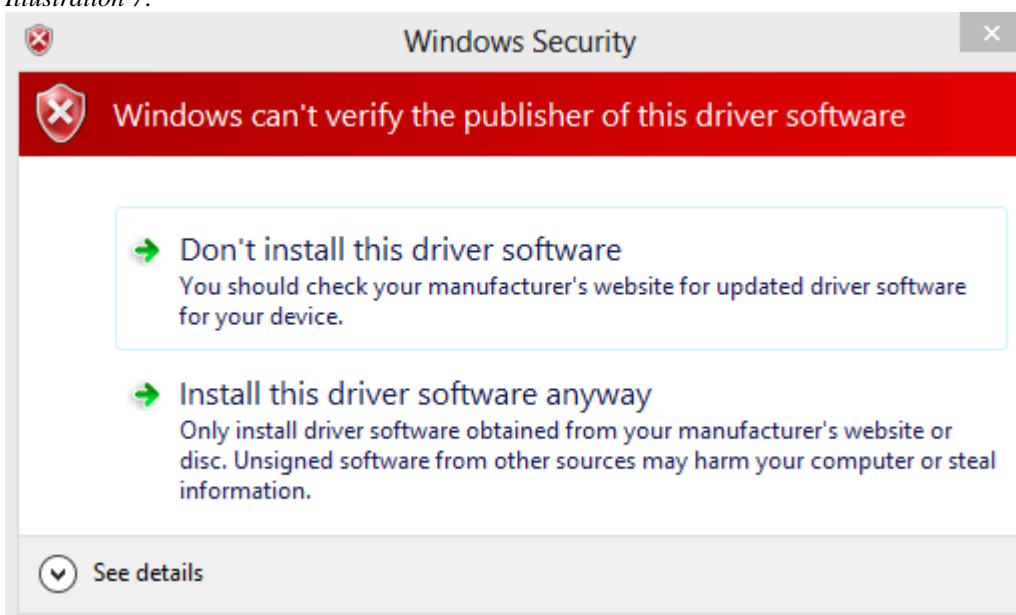 Illustration 7:
Windows Security
Windows can't verify the publisher of this driver software
Don't install this driver software
You should check your manufacturer's website for updated driver software
for your device.
Install this driver software anyway
Only install driver software obtained from your manufacturer's website or
disc. Unsigned software from other sources may harm your computer or steal
information.
See details